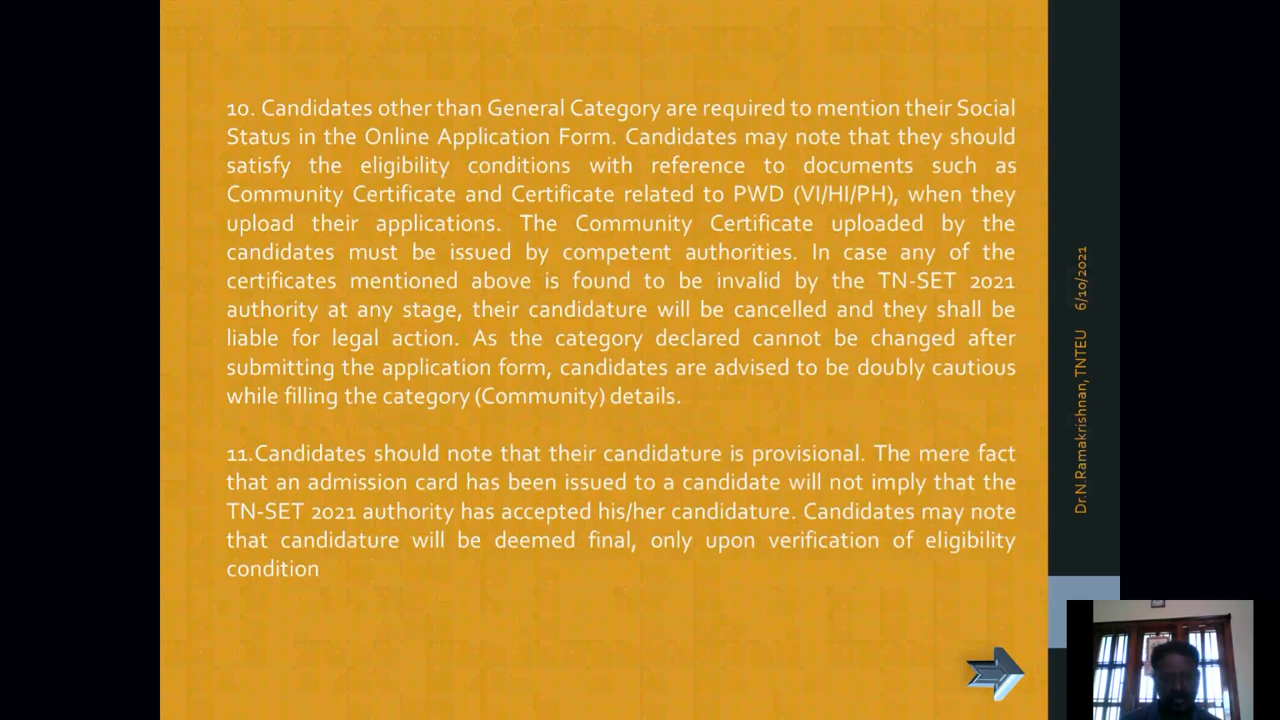 10. Candidates other than General Category are required to mention their Social
Status in the Online Application Form. Candidates may note that they should
satisfy the eligibility conditions with reference to documents such as
Community Certificate and Certificate related to PWD (VI/HI/PH), when they
upload their applications. The Community Certificate uploaded by the
candidates must be issued by competent authorities. In case any of the
certificates mentioned above is found to be invalid by the TN-SET 2021
authority at any stage, their candidature will be cancelled and they shall be
liable for legal action. As the category declared cannot be changed after
submitting the application form, candidates are advised to be doubly cautious
while filling the category (Community) details.
11.Candidates should note that their candidature is provisional. The mere fact
that an admission card has been issued to a candidate will not imply that the
TN-SET 2021 authority has accepted his/her candidature. Candidates may note
that candidature will be deemed final, only upon verification of eligibility
condition
Dr.N.Ramakrishnan,TNTEU 6/10/2021